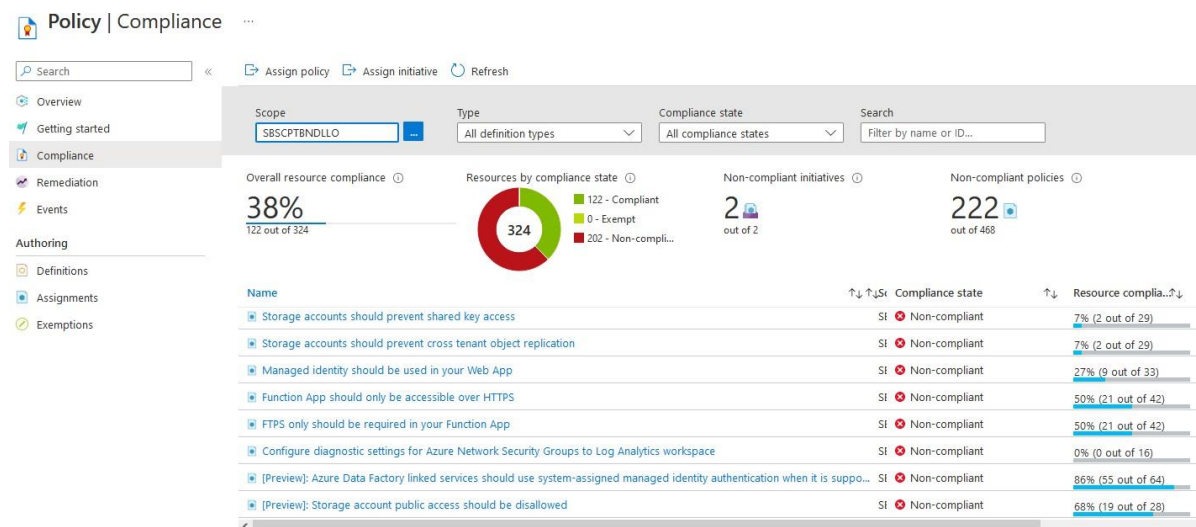 Policy | Compliance ...
Search «
Overview
Getting started
Compliance
Remediation
Events
Authoring
Definitions
Assignments
Exemptions
Assign policy Assign initiative Refresh
Scope Type Compliance state Search
SBSCPTBNDLLO ... All definition types All compliance states Filter by name or ID...
Overall resource compliance Resources by compliance state Non-compliant initiatives Non-compliant policies
38%
122 out of 324
324
122 - Compliant
0 - Exempt
202 - Non-compli...
2
out of 2
222
out of 468
Name Compliance state Resource complia...
Storage accounts should prevent shared key access Non-compliant 7% (2 out of 29)
Storage accounts should prevent cross tenant object replication Non-compliant 7% (2 out of 29)
Managed identity should be used in your Web App Non-compliant 27% (9 out of 33)
Function App should only be accessible over HTTPS Non-compliant 50% (21 out of 42)
FTPS only should be required in your Function App Non-compliant 50% (21 out of 42)
Configure diagnostic settings for Azure Network Security Groups to Log Analytics workspace Non-compliant 0% (0 out of 16)
[Preview]: Azure Data Factory linked services should use system-assigned managed identity authentication when it is suppo... Non-compliant 86% (55 out of 64)
[Preview]: Storage account public access should be disallowed Non-compliant 68% (19 out of 28)